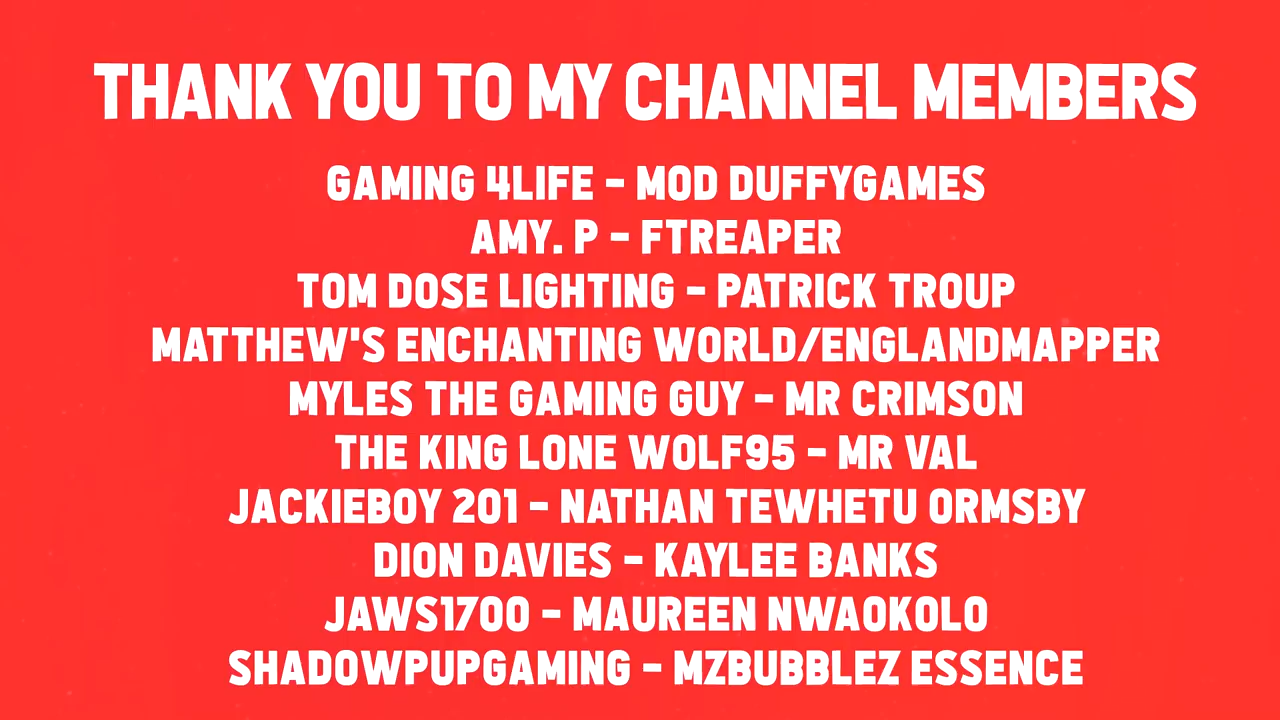 THANK YOU TO MY CHANNEL MEMBERS
GAMING 4LIFE - MOD DUFFYGAMES
AMY. P - FTREAPER
TOM DOSE LIGHTING - PATRICK TROUP
MATTHEW'S ENCHANTING WORLD/ENGLANDMAPPER
MYLES THE GAMING GUY - MR CRIMSON
THE KING LONE WOLF95 - MR VAL
JACKIEBOY 201 - NATHAN TEWHETU ORMSBY
DION DAVIES - KAYLEE BANKS
JAWS1700 - MAUREEN NWAOKOLO
SHADOWPUPGAMING - MZBUBBLEZ ESSENCE